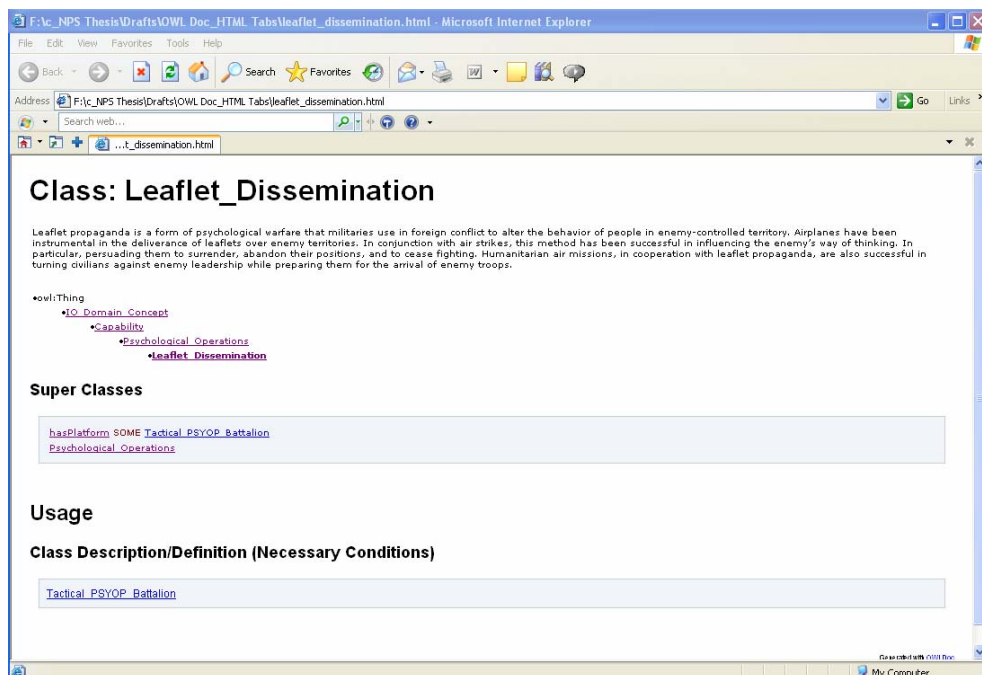 F:\c_NPS Thesis\Drafts\OWL Doc_HTML Tabs\leaflet_dissemination.html - Microsoft Internet Explorer
File Edit View Favorites Tools Help
Back Search Favorites
Address F:\c_NPS Thesis\Drafts\OWL Doc_HTML Tabs\leaflet_dissemination.html Go Links
Search web...
...t_dissemination.html
Class: Leaflet_Dissemination
Leaflet propaganda is a form of psychological warfare that militaries use in foreign conflict to alter the behavior of people in enemy-controlled territory. Airplanes have been
instrumental in the deliverance of leaflets over enemy territories. In conjunction with air strikes, this method has been successful in influencing the enemy's way of thinking. In
particular, persuading them to surrender, abandon their positions, and to cease fighting. Humanitarian air missions, in cooperation with leaflet propaganda, are also successful in
turning civilians against enemy leadership while preparing them for the arrival of enemy troops.
•owl:Thing
•IO_Domain_Concept
•Capability
•Psychological_Operations
•Leaflet_Dissemination
Super Classes
hasPlatform SOME Tactical_PSYOP_Battalion
Psychological_Operations
Usage
Class Description/Definition (Necessary Conditions)
Tactical_PSYOP_Battalion
Generated with OWLDoc
My Computer